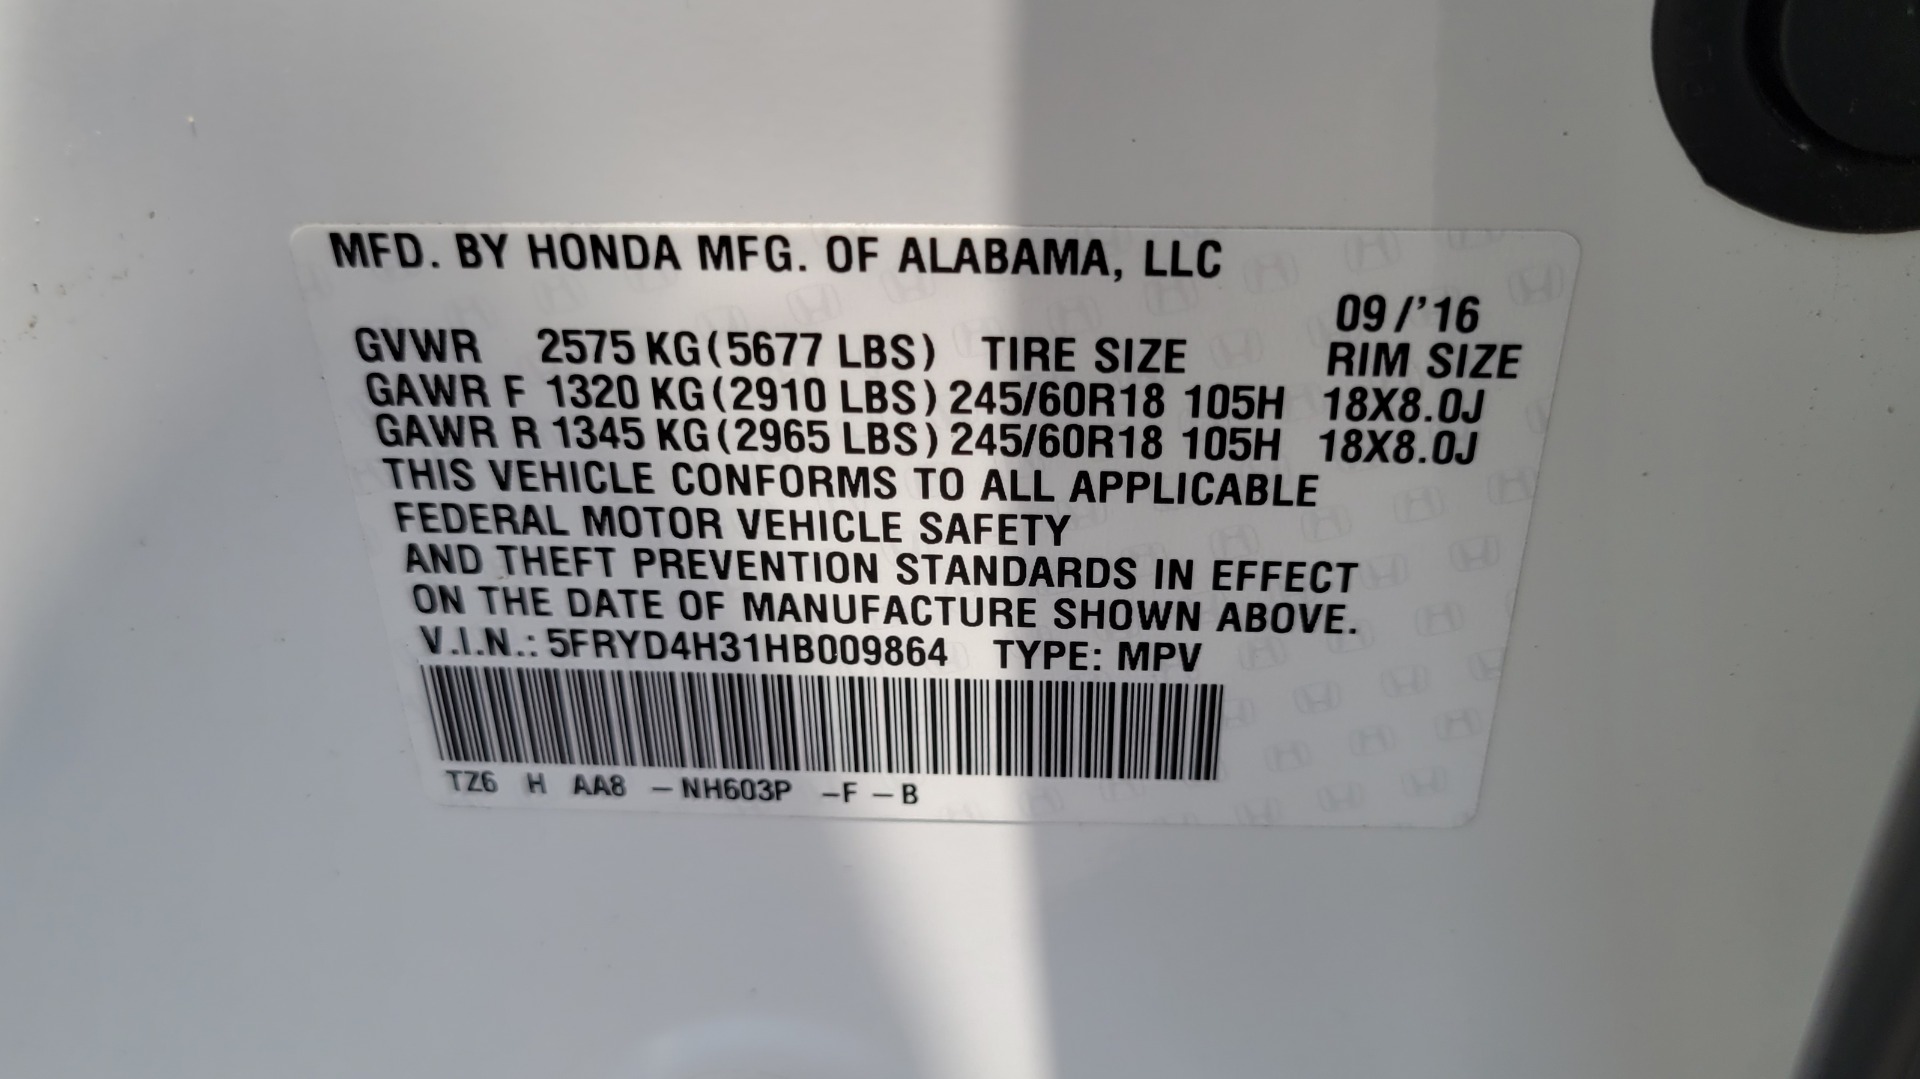 MFD. BY HONDA MFG. OF ALABAMA, LLC
09/'16
GVWR 2575 KG(5677 LBS) TIRE SIZE RIM SIZE
GAWR F 1320 KG(2910 LBS) 245/60R18 105H 18X8.0J
GAWR R 1345 KG(2965 LBS) 245/60R18 105H 18X8.0J
THIS VEHICLE CONFORMS TO ALL APPLICABLE
FEDERAL MOTOR VEHICLE SAFETY
AND THEFT PREVENTION STANDARDS IN EFFECT
ON THE DATE OF MANUFACTURE SHOWN ABOVE.
V.I.N.: 5FRYD4H31HB009864 TYPE: MPV
TZ6 H AA8 – NH603P –F – B